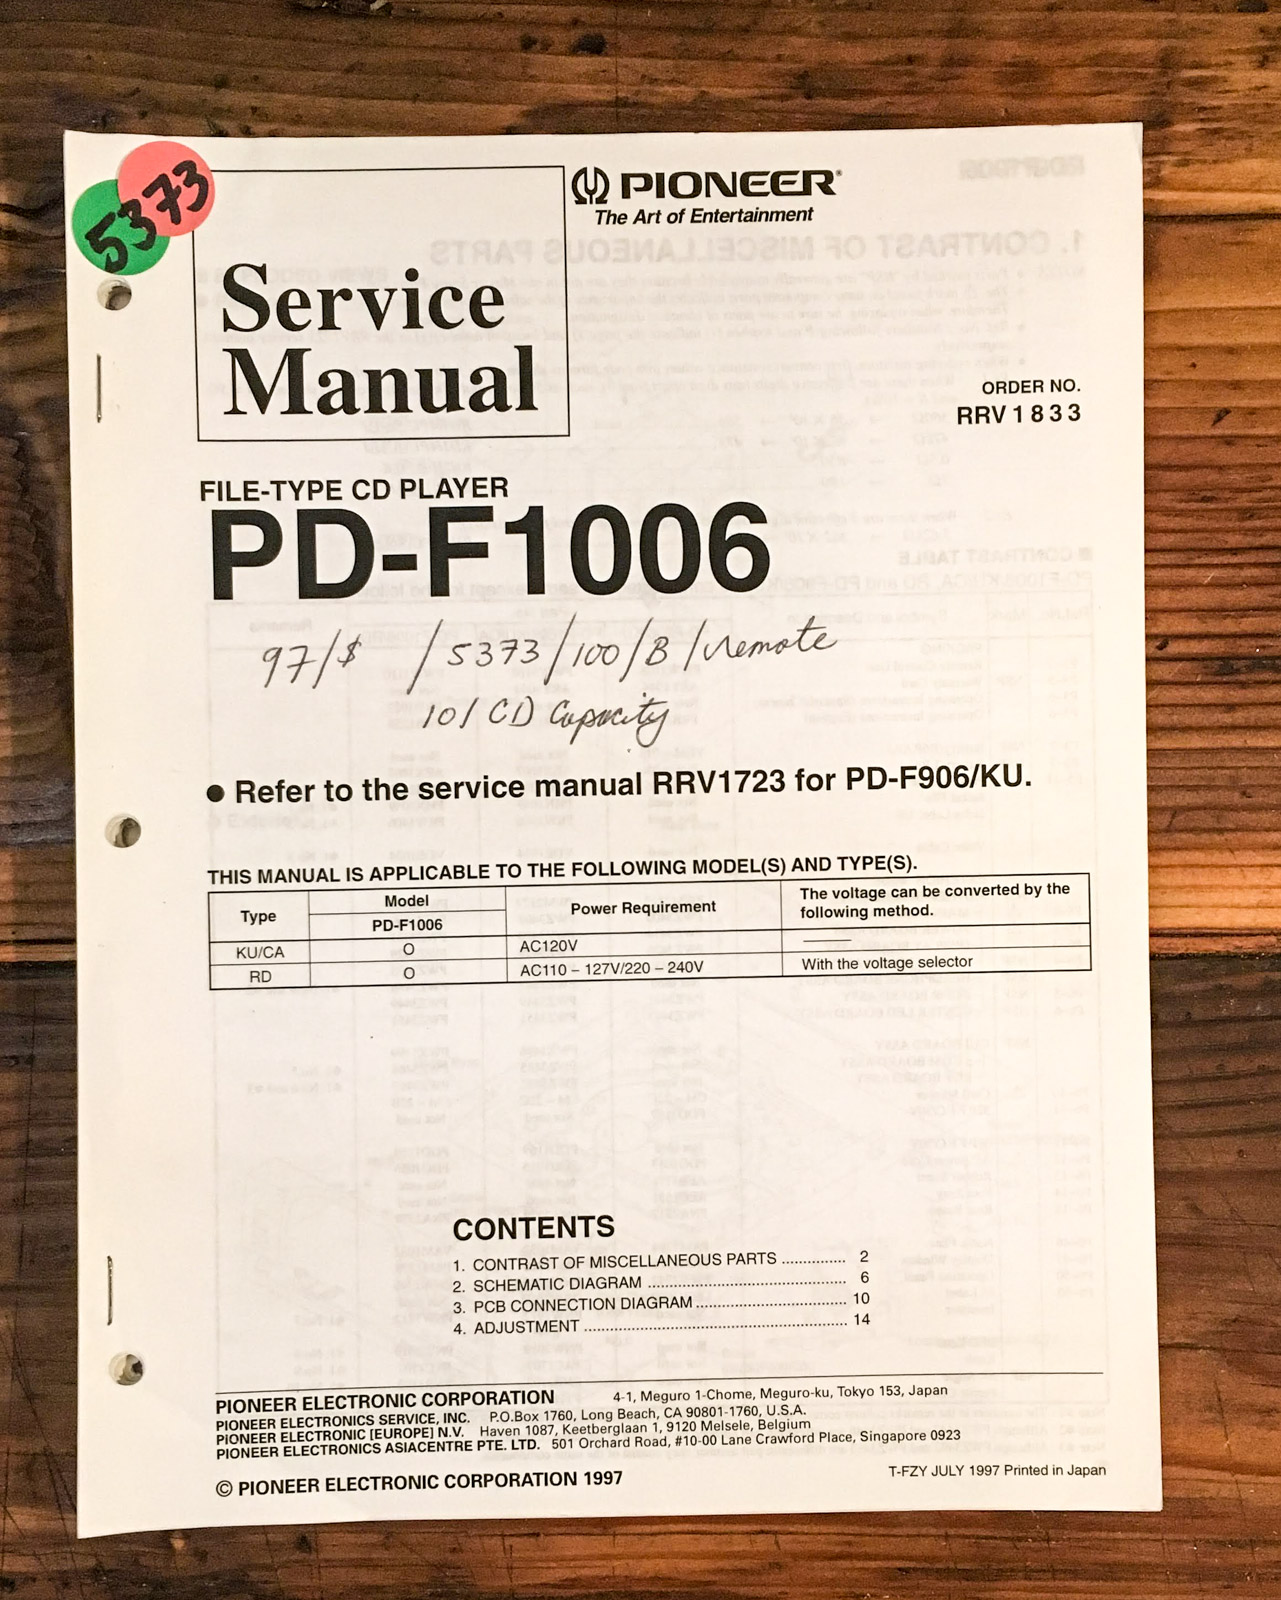 5373
Service
Manual
PIONEER®
The Art of Entertainment
ORDER NO.
RRV1833
FILE-TYPE CD PLAYER
PD-F1006
97/$ /5373/100/B/remote
101 CD Capacity
● Refer to the service manual RRV1723 for PD-F906/KU.
THIS MANUAL IS APPLICABLE TO THE FOLLOWING MODEL(S) AND TYPE(S).
Type Model Power Requirement The voltage can be converted by the following method.
PD-F1006
KU/CA O AC120V ———
RD O AC110 – 127V/220 – 240V With the voltage selector
CONTENTS
1. CONTRAST OF MISCELLANEOUS PARTS ............... 2
2. SCHEMATIC DIAGRAM ............... 6
3. PCB CONNECTION DIAGRAM ............... 10
4. ADJUSTMENT ............... 14
PIONEER ELECTRONIC CORPORATION 4-1, Meguro 1-Chome, Meguro-ku, Tokyo 153, Japan
PIONEER ELECTRONICS SERVICE, INC. P.O.Box 1760, Long Beach, CA 90801-1760, U.S.A.
PIONEER ELECTRONIC [EUROPE] N.V. Haven 1087, Keetberglaan 1, 9120 Melsele, Belgium
PIONEER ELECTRONICS ASIACENTRE PTE. LTD. 501 Orchard Road, #10-00 Lane Crawford Place, Singapore 0923
© PIONEER ELECTRONIC CORPORATION 1997
T-FZY JULY 1997 Printed in Japan